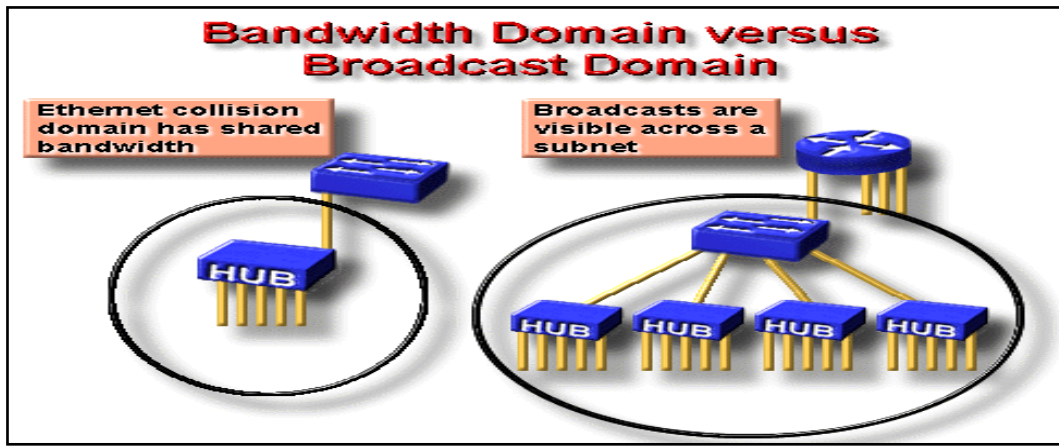 Bandwidth Domain versus
Broadcast Domain
Ethernet collision
domain has shared
bandwidth
Broadcasts are
visible across a
subnet
HUB
HUB
HUB
HUB
HUB